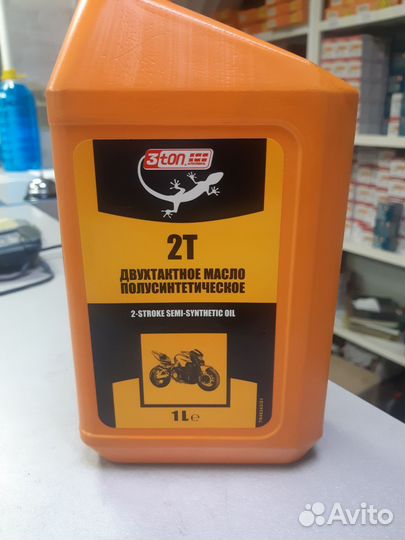 3ton
2T
ДВУХТАКТНОЕ МАСЛО
ПОЛУСИНТЕТИЧЕСКОЕ
2-STROKE SEMI-SYNTHETIC OIL
1L℮
Avito